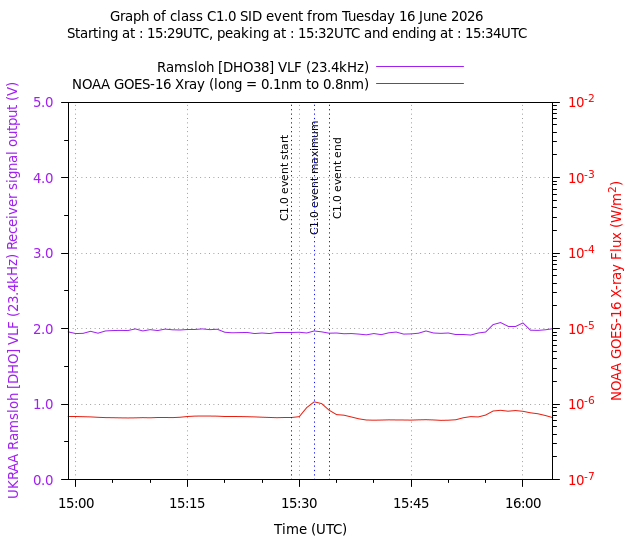 Graph of class C1.0 SID event from Tuesday 16 June 2026
Starting at : 15:29UTC, peaking at : 15:32UTC and ending at : 15:34UTC
Ramsloh [DHO38] VLF (23.4kHz)
NOAA GOES-16 Xray (long = 0.1nm to 0.8nm)
UKRAA Ramsloh [DHO] VLF (23.4kHz) Receiver signal output (V)
5.0
4.0
3.0
2.0
1.0
0.0
C1.0 event start
C1.0 event maximum
C1.0 event end
10-2
10-3
10-4
10-5
10-6
10-7
NOAA GOES-16 X-ray Flux (W/m2)
15:00
15:15
15:30
15:45
16:00
Time (UTC)